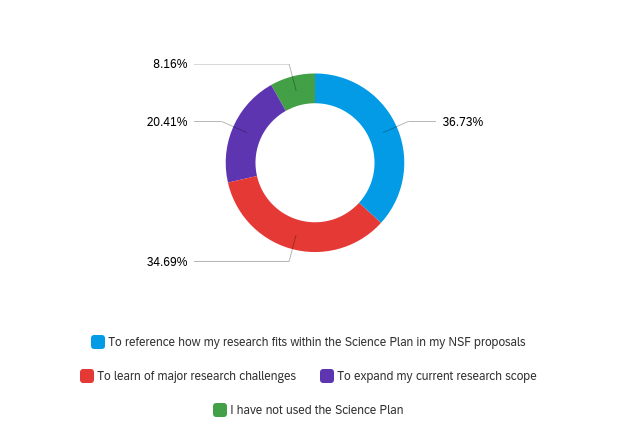 8.16%
20.41%
36.73%
34.69%
To reference how my research fits within the Science Plan in my NSF proposals
To learn of major research challenges
To expand my current research scope
I have not used the Science Plan